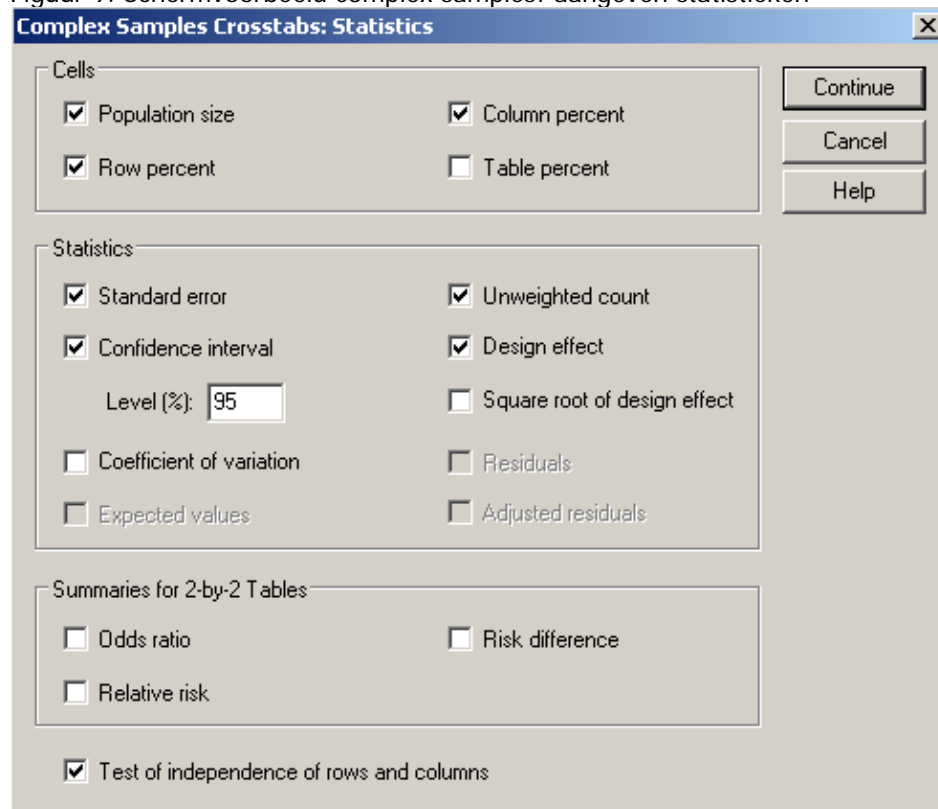 Complex Samples Crosstabs: Statistics
Cells
Population size
Column percent
Row percent
Table percent
Continue
Cancel
Help
Statistics
Standard error
Unweighted count
Confidence interval
Design effect
Level (%): 95
Square root of design effect
Coefficient of variation
Residuals
Expected values
Adjusted residuals
Summaries for 2-by-2 Tables
Odds ratio
Risk difference
Relative risk
Test of independence of rows and columns